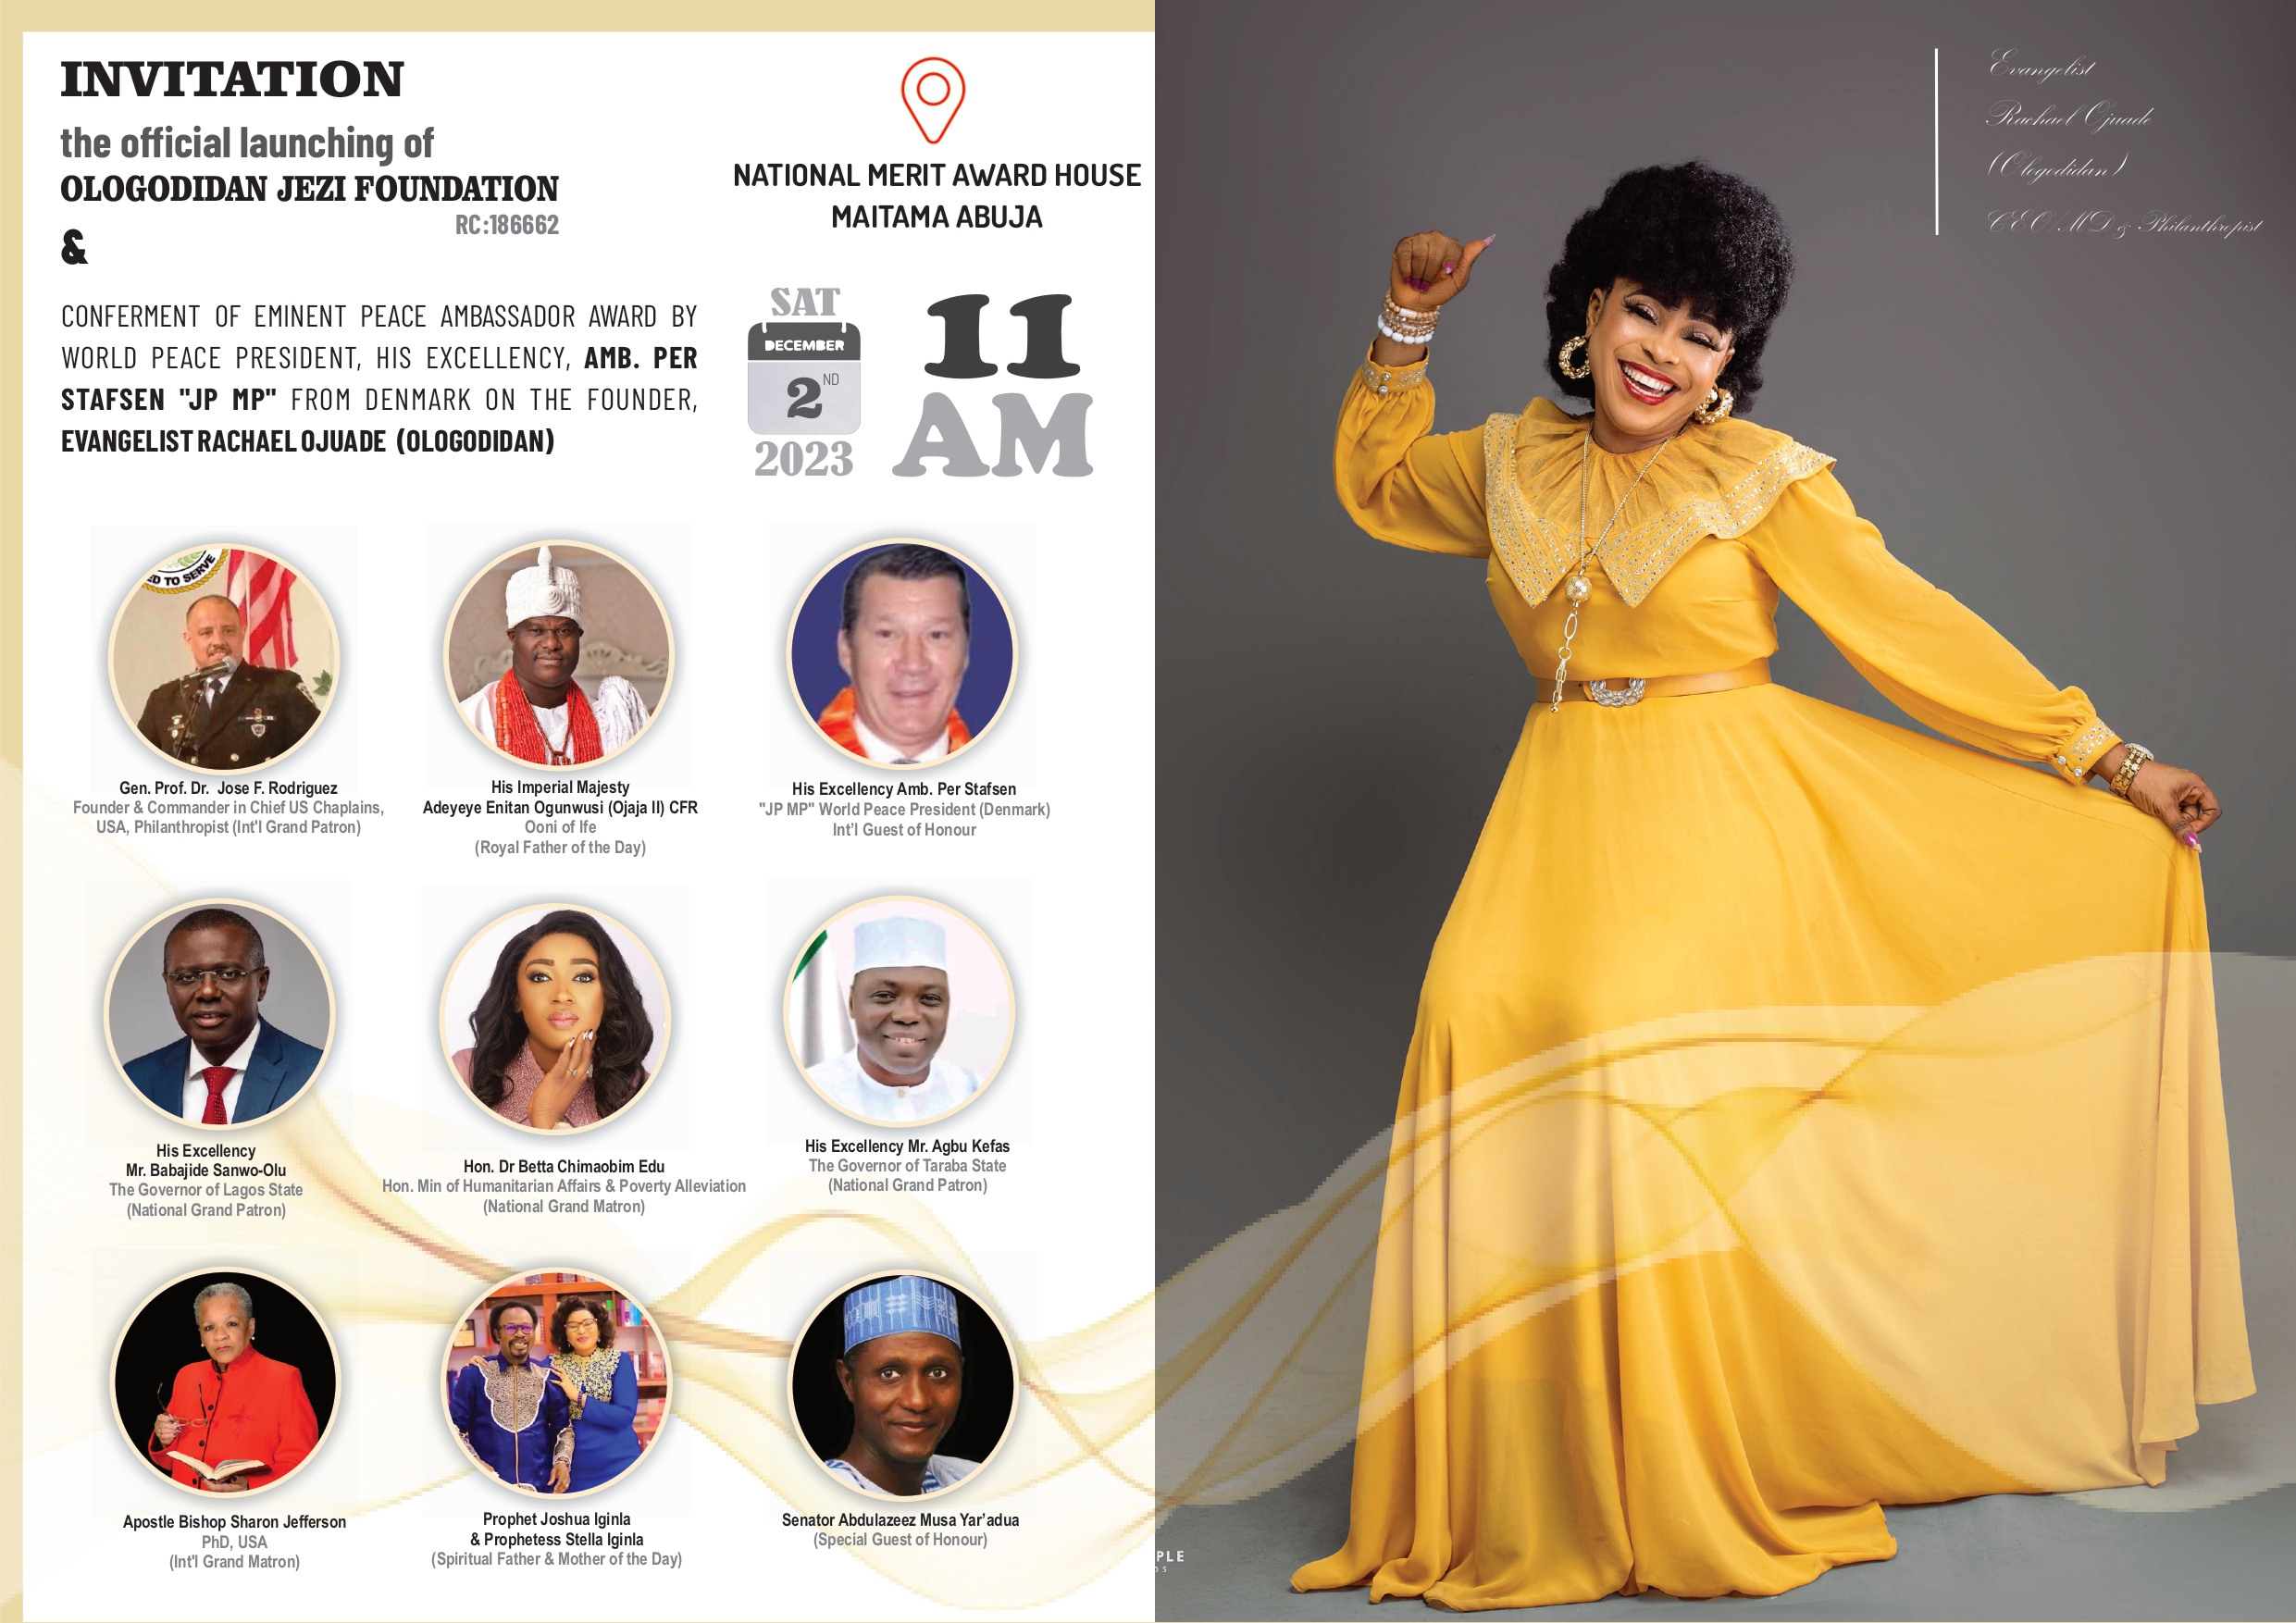 INVITATION
the official launching of
OLOGODIDAN JEZI FOUNDATION
RC:186662
&
CONFERMENT OF EMINENT PEACE AMBASSADOR AWARD BY
WORLD PEACE PRESIDENT, HIS EXCELLENCY, AMB. PER
STAFSEN "JP MP" FROM DENMARK ON THE FOUNDER,
EVANGELIST RACHAEL OJUADE (OLOGODIDAN)
NATIONAL MERIT AWARD HOUSE
MAITAMA ABUJA
SAT
DECEMBER
2ND
2023
11
AM
ED TO SERVE
Gen. Prof. Dr. Jose F. Rodriguez
Founder & Commander in Chief US Chaplains,
USA, Philanthropist (Int'l Grand Patron)
His Imperial Majesty
Adeyeye Enitan Ogunwusi (Ojaja II) CFR
Ooni of Ife
(Royal Father of the Day)
His Excellency Amb. Per Stafsen
"JP MP" World Peace President (Denmark)
Int'l Guest of Honour
His Excellency
Mr. Babajide Sanwo-Olu
The Governor of Lagos State
(National Grand Patron)
Hon. Dr Betta Chimaobim Edu
Hon. Min of Humanitarian Affairs & Poverty Alleviation
(National Grand Matron)
His Excellency Mr. Agbu Kefas
The Governor of Taraba State
(National Grand Patron)
Apostle Bishop Sharon Jefferson
PhD, USA
(Int'l Grand Matron)
Prophet Joshua Iginla
& Prophetess Stella Iginla
(Spiritual Father & Mother of the Day)
Senator Abdulazeez Musa Yar'adua
(Special Guest of Honour)
Evangelist
Rachael Ojuade
(Ologodidan)
CEO/MD & Philanthropist
PLE